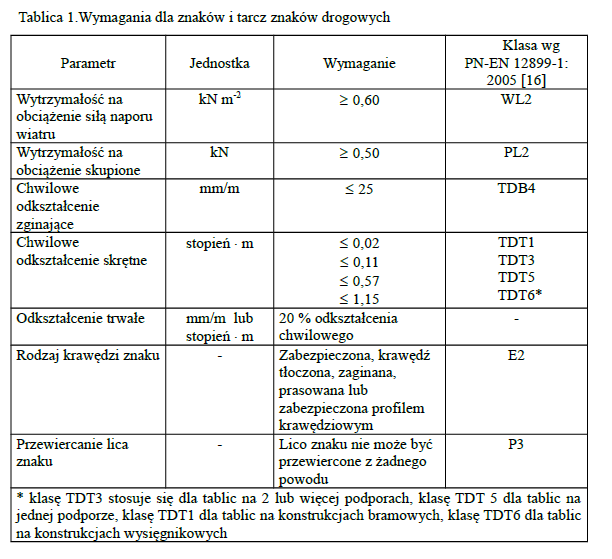 Tablica 1.Wymagania dla znaków i tarcz znaków drogowych
Parametr Jednostka Wymaganie Klasa wg
PN-EN 12899-1:
2005 [16]
Wytrzymałość na kN m-2 ≥ 0,60 WL2
obciążenie siłą naporu
wiatru
Wytrzymałość na kN ≥ 0,50 PL2
obciążenie skupione
Chwilowe mm/m ≤ 25 TDB4
odkształcenie
zginające
Chwilowe stopień · m ≤ 0,02 TDT1
odkształcenie skrętne ≤ 0,11 TDT3
≤ 0,57 TDT5
≤ 1,15 TDT6*
Odkształcenie trwałe mm/m lub 20 % odkształcenia -
stopień · m chwilowego
Rodzaj krawędzi znaku - Zabezpieczona, krawędź E2
tłoczona, zaginana,
prasowana lub
zabezpieczona profilem
krawędziowym
Przewiercanie lica - Lico znaku nie może być P3
znaku przewiercone z żadnego
powodu
* klasę TDT3 stosuje się dla tablic na 2 lub więcej podporach, klasę TDT 5 dla tablic na
jednej podporze, klasę TDT1 dla tablic na konstrukcjach bramowych, klasę TDT6 dla tablic
na konstrukcjach wysięgnikowych